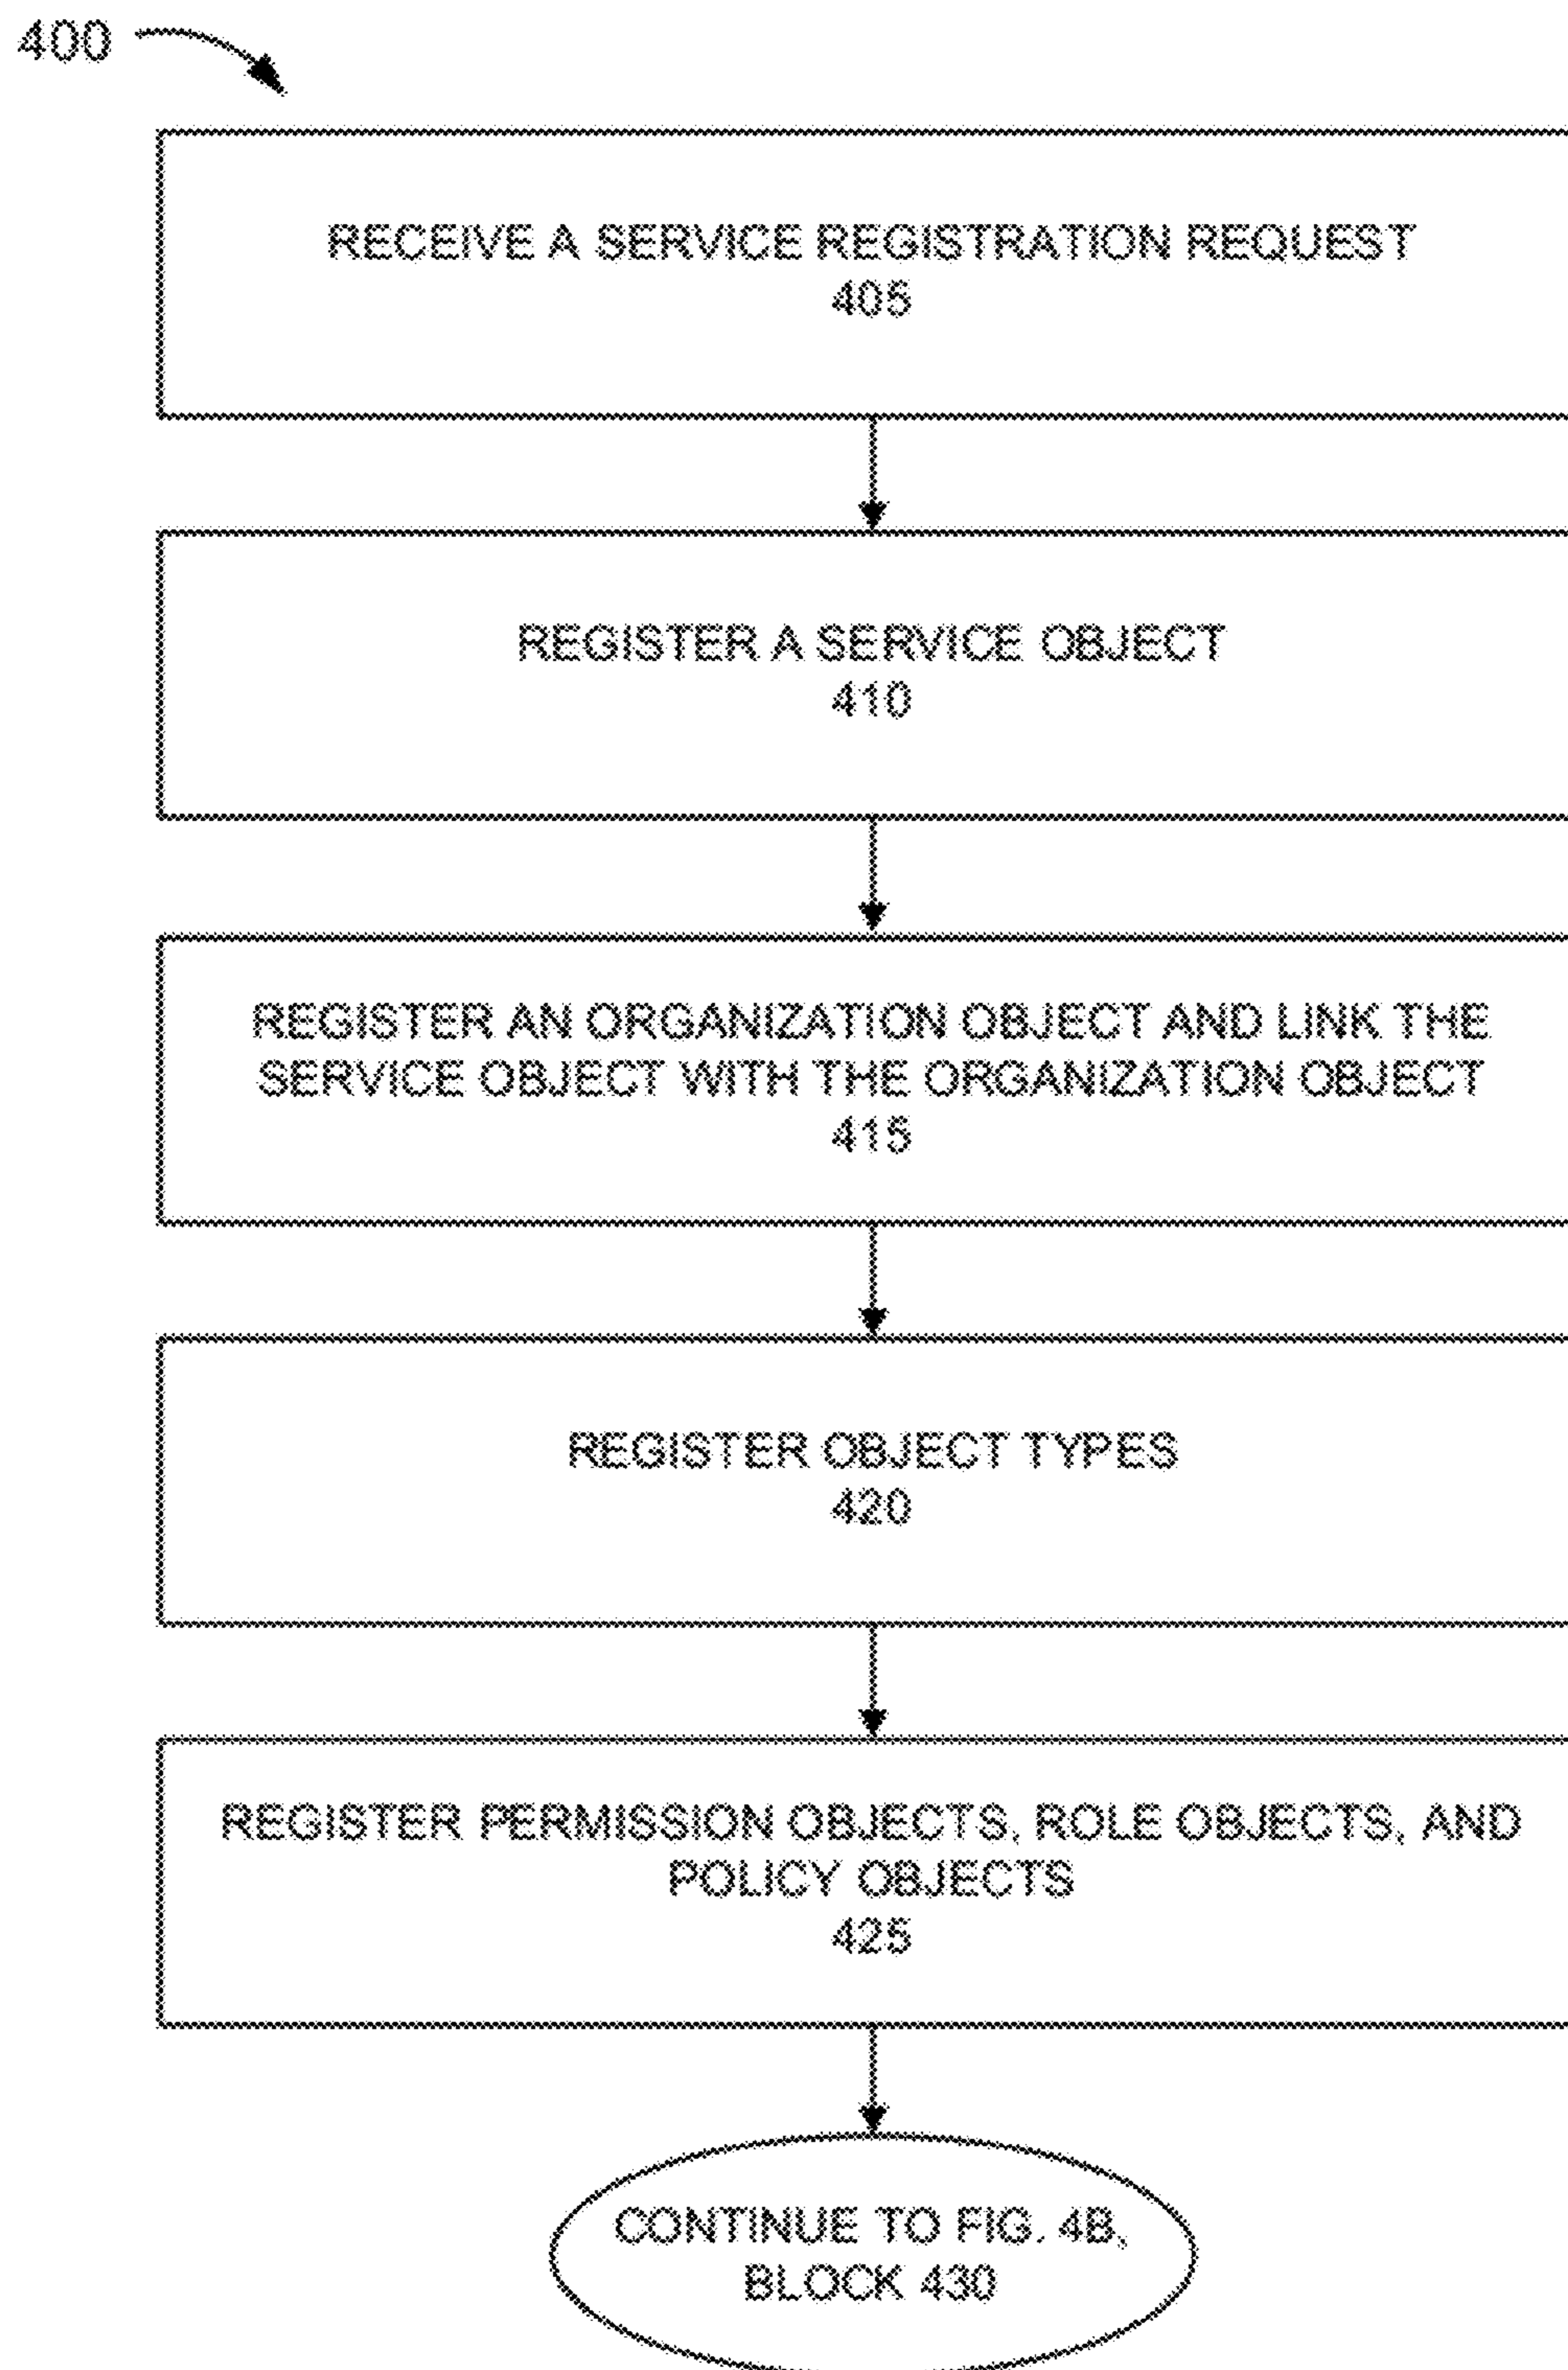 400
RECEIVE A SERVICE REGISTRATION REQUEST
405
REGISTER A SERVICE OBJECT
410
REGISTER AN ORGANIZATION OBJECT AND LINK THE
SERVICE OBJECT WITH THE ORGANIZATION OBJECT
415
REGISTER OBJECT TYPES
420
REGISTER PERMISSION OBJECTS, ROLE OBJECTS, AND
POLICY OBJECTS
425
CONTINUE TO FIG. 4B,
BLOCK 430